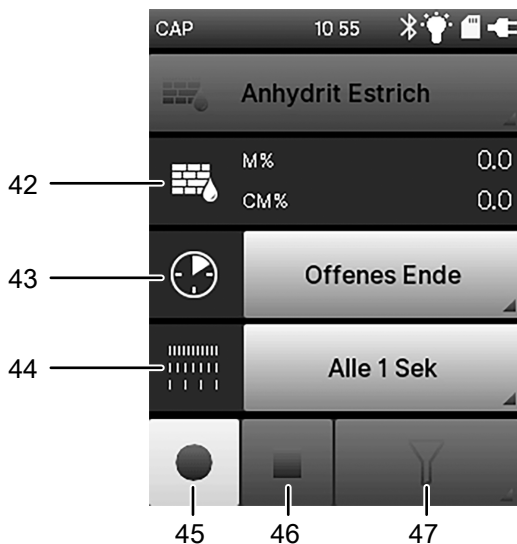 CAP 10 55
Anhydrit Estrich
42
M% 0.0
CM% 0.0
43
Offenes Ende
44
Alle 1 Sek
45 46 47